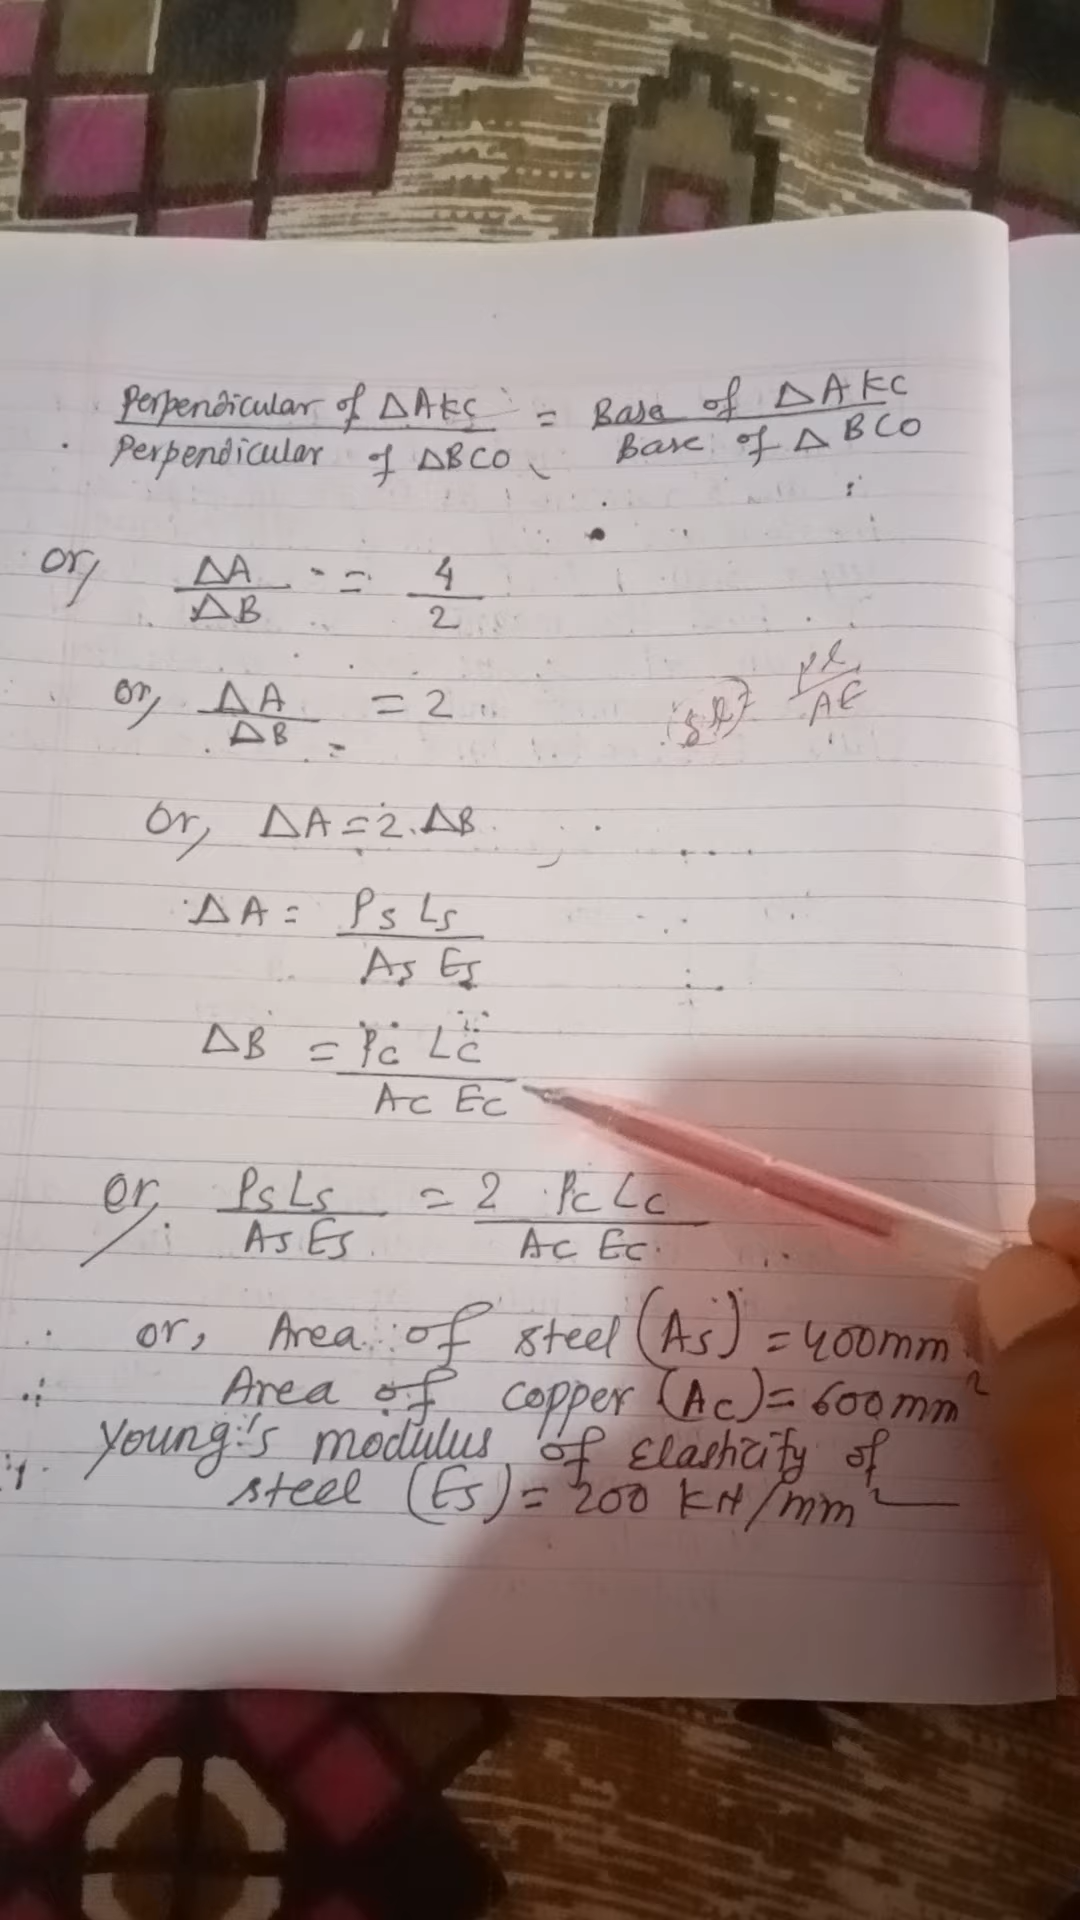 Perpendicular of ΔAKC = Base of ΔAKC
Perpendicular of ΔBCO Base of Δ BCO
or, ΔA = 4
ΔB 2
or, ΔA = 2
ΔB
or, ΔA = 2.ΔB
ΔA = Ps Ls
As Es
ΔB = Pc Lc
Ac Ec
or, Ps Ls = 2 Pc Lc
As Es Ac Ec
or, Area of steel (As) = 400mm
Area of copper (Ac) = 600mm²
Young's modulus of Elasticity of
steel (Es) = 200 KN/mm²